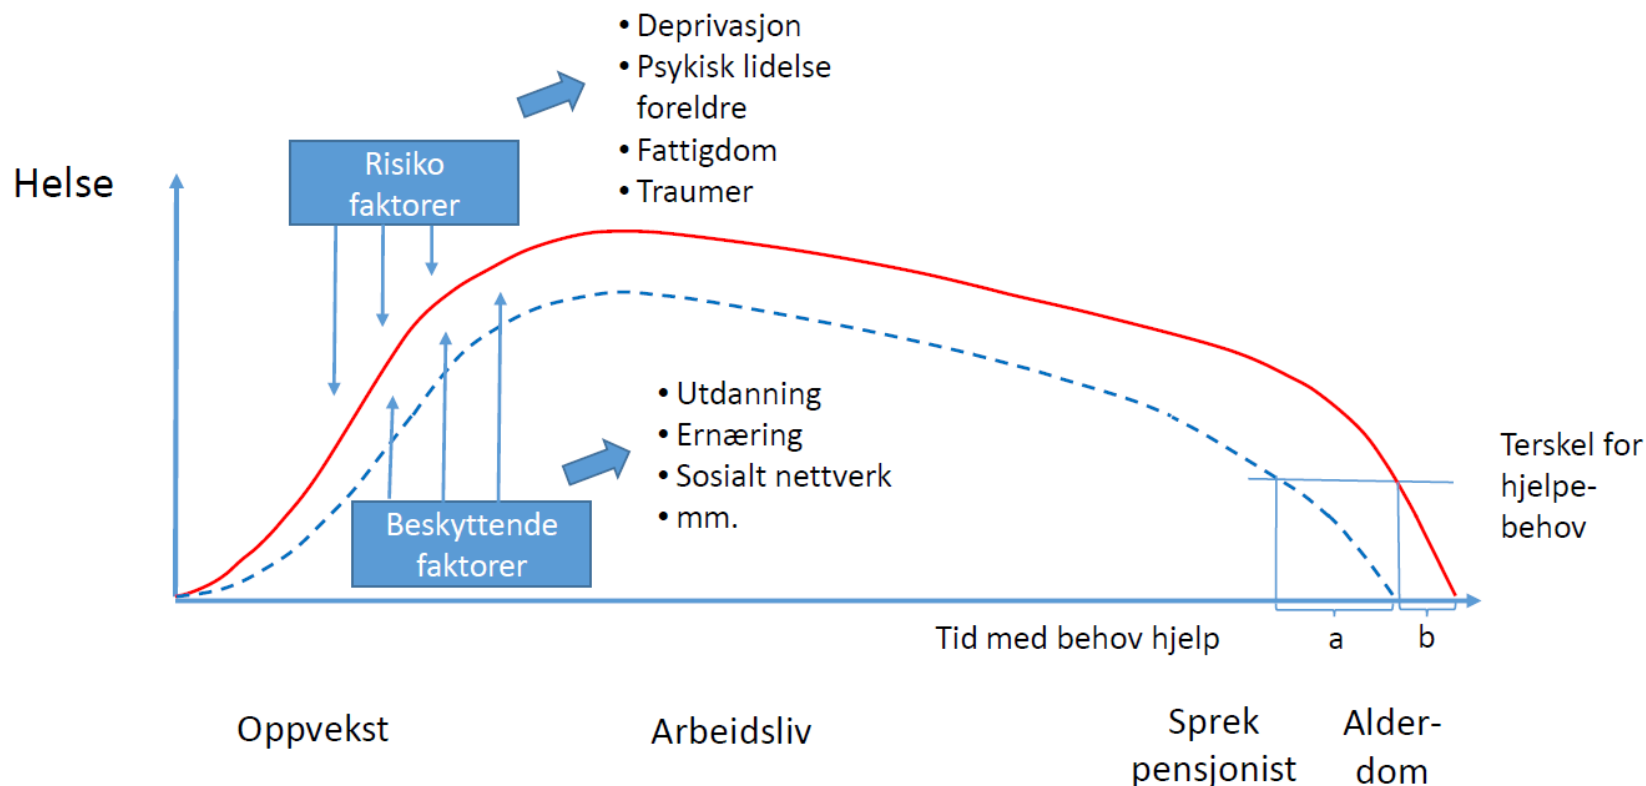 • Deprivasjon
• Psykisk lidelse
foreldre
• Fattigdom
• Traumer
Risiko
faktorer
Helse
• Utdanning
• Ernæring
• Sosialt nettverk
• mm.
Beskyttende
faktorer
Terskel for
hjelpe-
behov
Tid med behov hjelp
a
b
Oppvekst
Arbeidsliv
Sprek
pensjonist
Alder-
dom